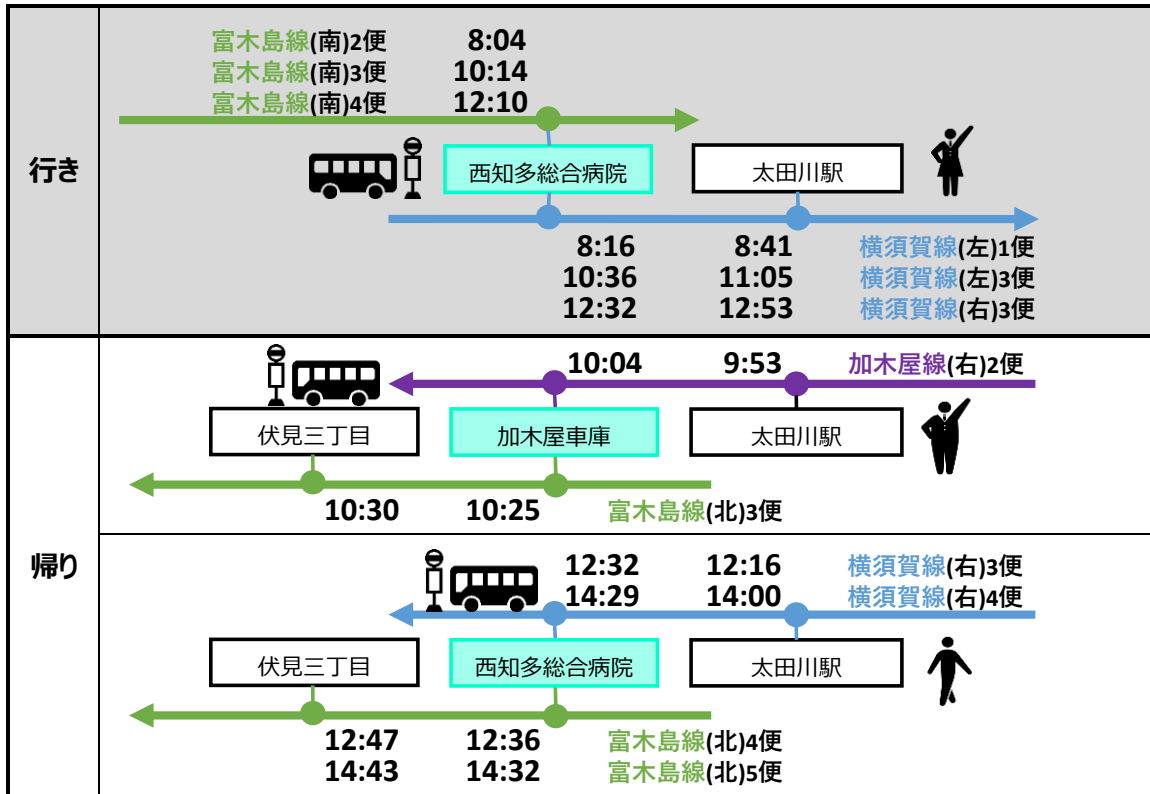 行き
富木島線(南)2便 8:04
富木島線(南)3便 10:14
富木島線(南)4便 12:10
西知多総合病院 太田川駅
8:16 8:41 横須賀線(左)1便
10:36 11:05 横須賀線(左)3便
12:32 12:53 横須賀線(右)3便
帰り
10:04 9:53 加木屋線(右)2便
伏見三丁目 加木屋車庫 太田川駅
10:30 10:25 富木島線(北)3便
12:32 12:16 横須賀線(右)3便
14:29 14:00 横須賀線(右)4便
伏見三丁目 西知多総合病院 太田川駅
12:47 12:36 富木島線(北)4便
14:43 14:32 富木島線(北)5便